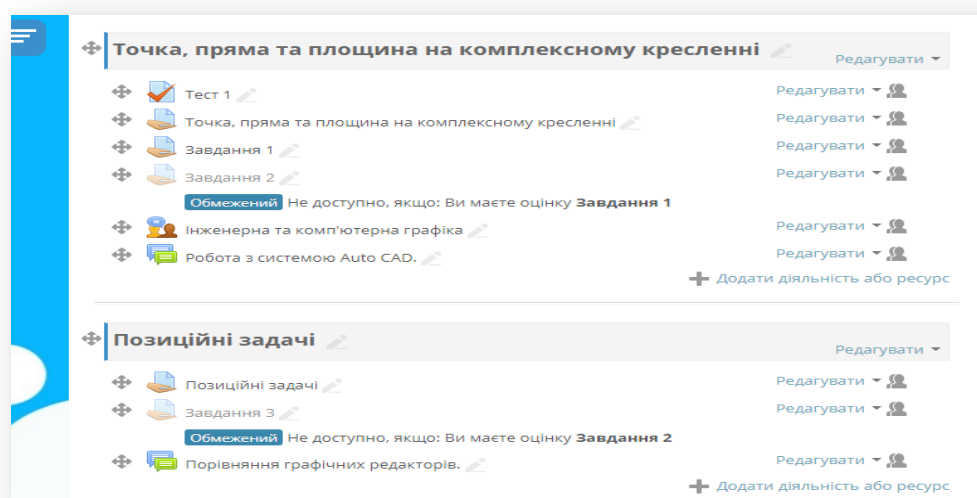 Точка, пряма та площина на комплексному кресленні
Редагувати
Тест 1
Редагувати
Точка, пряма та площина на комплексному кресленні
Редагувати
Завдання 1
Редагувати
Завдання 2
Редагувати
Обмежений Не доступно, якщо: Ви маєте оцінку Завдання 1
Інженерна та комп'ютерна графіка
Редагувати
Робота з системою Auto CAD.
Редагувати
Додати діяльність або ресурс
Позиційні задачі
Редагувати
Позиційні задачі
Редагувати
Завдання 3
Редагувати
Обмежений Не доступно, якщо: Ви маєте оцінку Завдання 2
Порівняння графічних редакторів.
Редагувати
Додати діяльність або ресурс